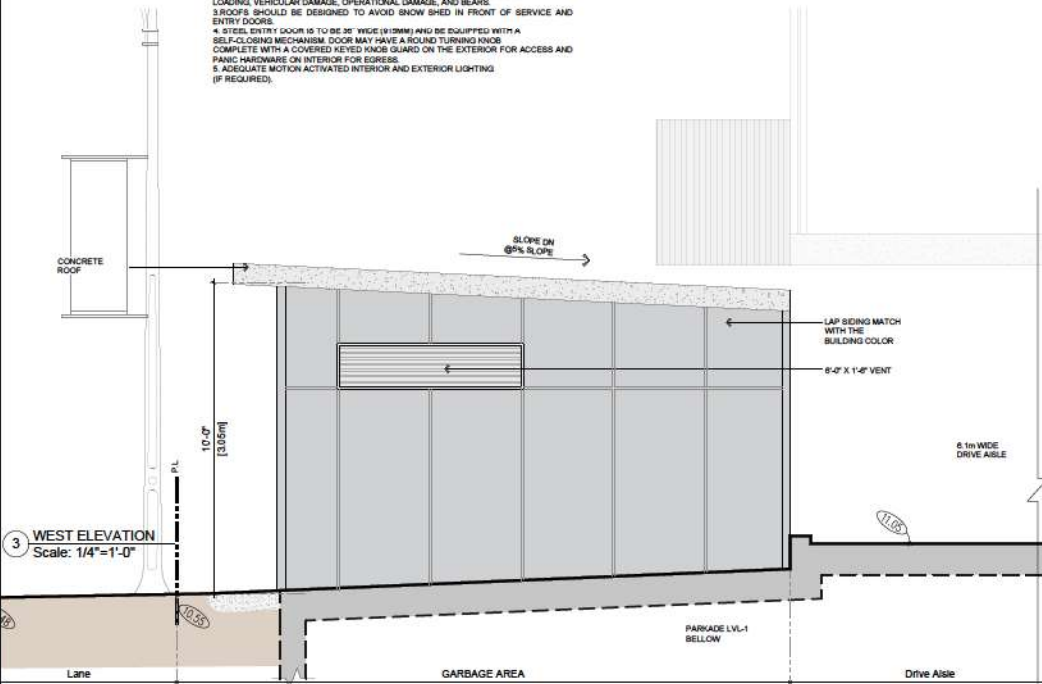 LOADING, VEHICULAR DAMAGE, OPERATIONAL DAMAGE, AND BEARS.
3.ROOFS SHOULD BE DESIGNED TO AVOID SNOW SHED IN FRONT OF SERVICE AND
ENTRY DOORS.
4. STEEL ENTRY DOOR IS TO BE 36" WIDE (915MM) AND BE EQUIPPED WITH A
SELF-CLOSING MECHANISM. DOOR MAY HAVE A ROUND TURNING KNOB
COMPLETE WITH A COVERED KEYED KNOB GUARD ON THE EXTERIOR FOR ACCESS AND
PANIC HARDWARE ON INTERIOR FOR EGRESS.
5. ADEQUATE MOTION ACTIVATED INTERIOR AND EXTERIOR LIGHTING
(IF REQUIRED).
SLOPE DN
@5% SLOPE
CONCRETE
ROOF
LAP SIDING MATCH
WITH THE
BUILDING COLOR
6'-0" X 1'-6" VENT
10'-0"
[3.05m]
6.1m WIDE
DRIVE AISLE
P.L
11.05
3 WEST ELEVATION
Scale: 1/4"=1'-0"
10.55
PARKADE LVL-1
BELLOW
Lane
GARBAGE AREA
Drive Aisle